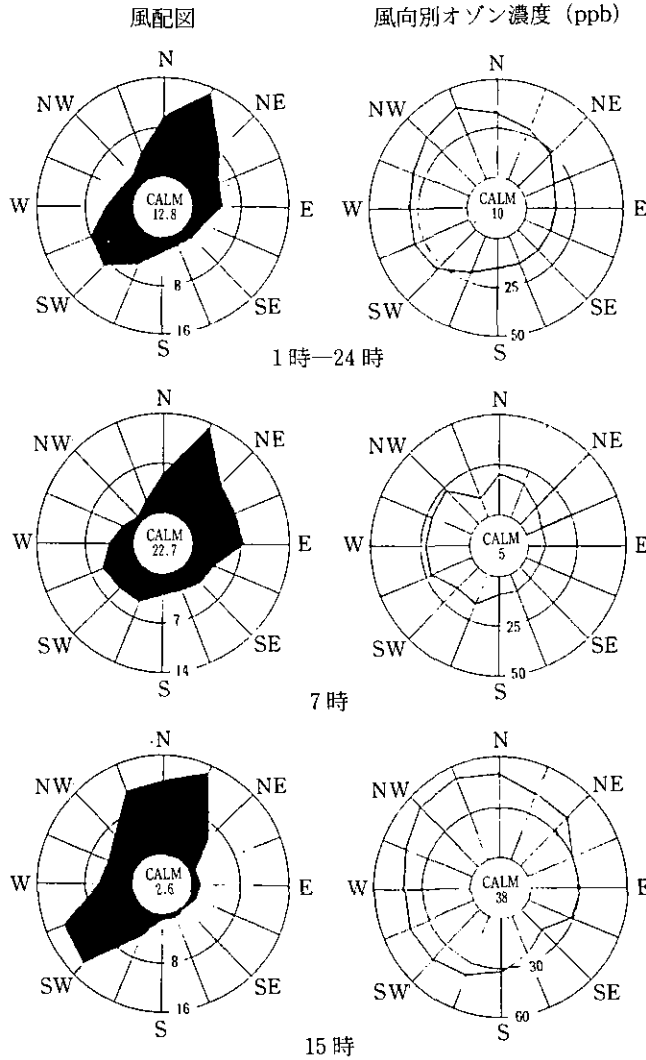 風配図 風向別オゾン濃度 (ppb)
N N
NW NE NW NE
W CALM E W CALM E
12.8 10
8 25
SW SE SW SE
16 50
S S
1時—24時
N N
NW NE NW NE
W CALM E W CALM E
22.7 5
7 25
SW SE SW SE
14 50
S S
7時
N N
NW NE NW NE
W CALM E W CALM E
2.6 38
8 30
SW SE SW SE
16 60
S S
15時